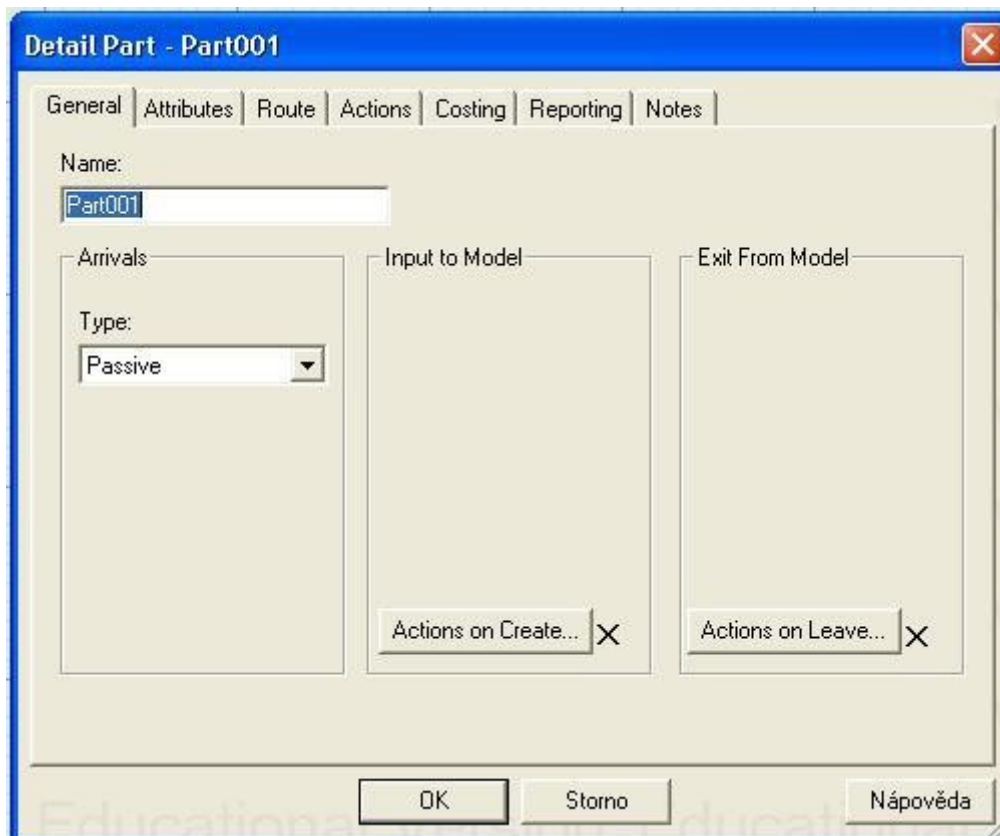 Detail Part - Part001
General Attributes Route Actions Costing Reporting Notes
Name:
Part001
Arrivals Input to Model Exit From Model
Type:
Passive
Actions on Create... Actions on Leave...
OK Storno Nápověda
Educational Version Educati